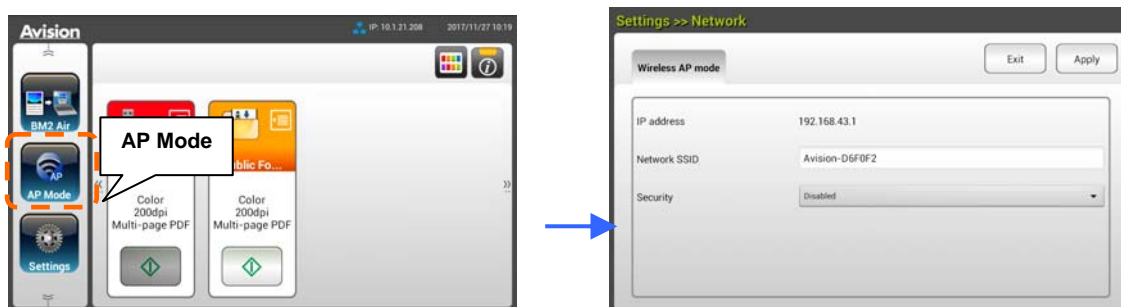 Avision
IP: 10.1.21.208 2017/11/27 10:19
BM2 Air
AP
AP Mode
Settings
AP Mode
blic Fo...
Color
200dpi
Multi-page PDF
Color
200dpi
Multi-page PDF
Settings >> Network
Wireless AP mode
Exit
Apply
IP address 192.168.43.1
Network SSID Avision-D6F0F2
Security Disabled